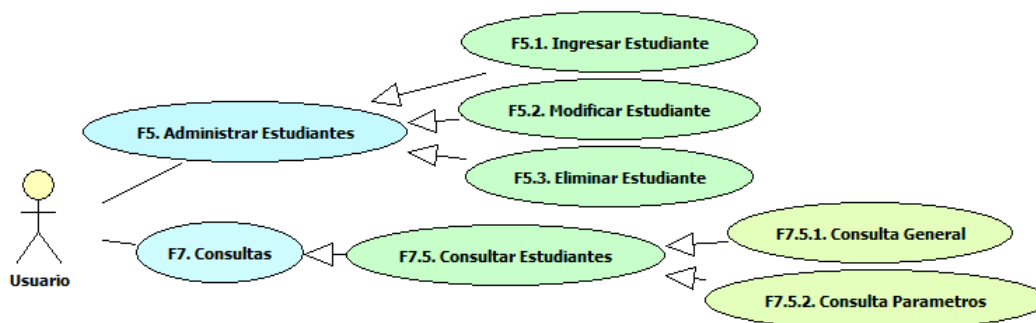 F5.1. Ingresar Estudiante
F5.2. Modificar Estudiante
F5. Administrar Estudiantes
F5.3. Eliminar Estudiante
F7.5.1. Consulta General
F7. Consultas
F7.5. Consultar Estudiantes
Usuario
F7.5.2. Consulta Parametros